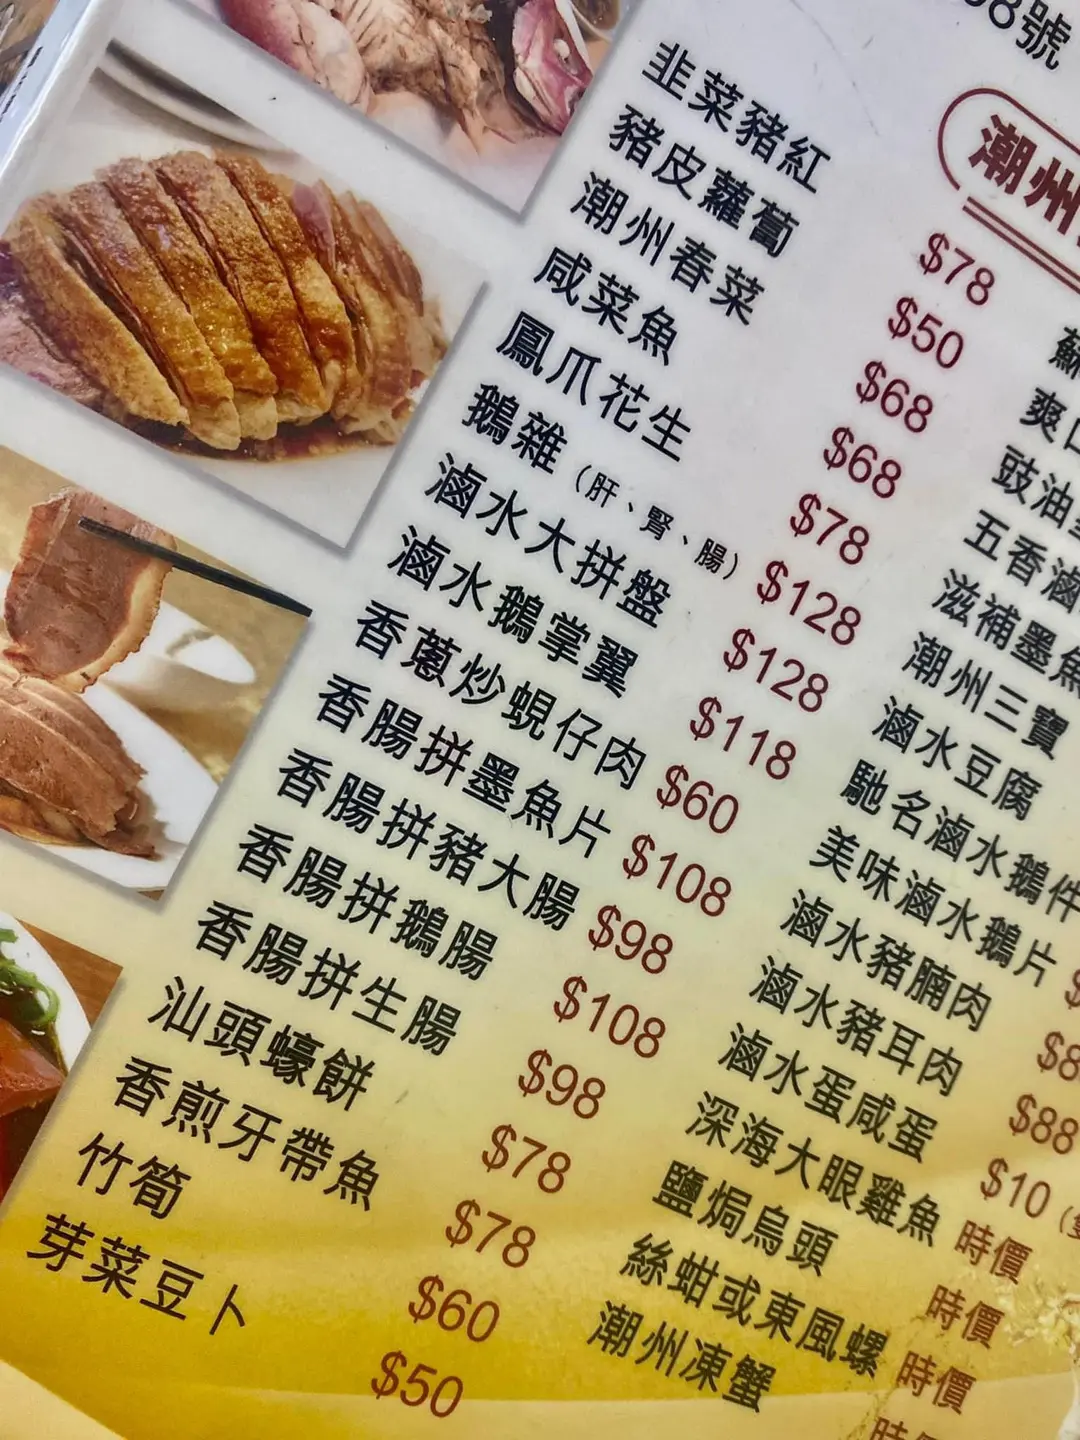 8號
潮州
韭菜豬紅 $78
豬皮蘿蔔 $50
潮州春菜 $68
咸菜魚 $68
鳳爪花生 $78
鵝雜（肝、腎、腸） $128
滷水大拼盤 $128
滷水鵝掌翼 $118
香蔥炒蜆仔肉 $60
香腸拼墨魚片 $108
香腸拼豬大腸 $98
香腸拼鵝腸 $108
香腸拼生腸 $98
汕頭蠔餅 $78
香煎牙帶魚 $78
竹筍 $60
芽菜豆卜 $50
爽口
豉油
五香滷
滋補墨魚
潮州三寶
滷水豆腐
馳名滷水鵝件
美味滷水鵝片 $
滷水豬腩肉 $8
滷水豬耳肉 $88
滷水蛋咸蛋 $10
深海大眼雞魚 時價
鹽焗烏頭 時價
絲蚶或東風螺 時價
潮州凍蟹 時